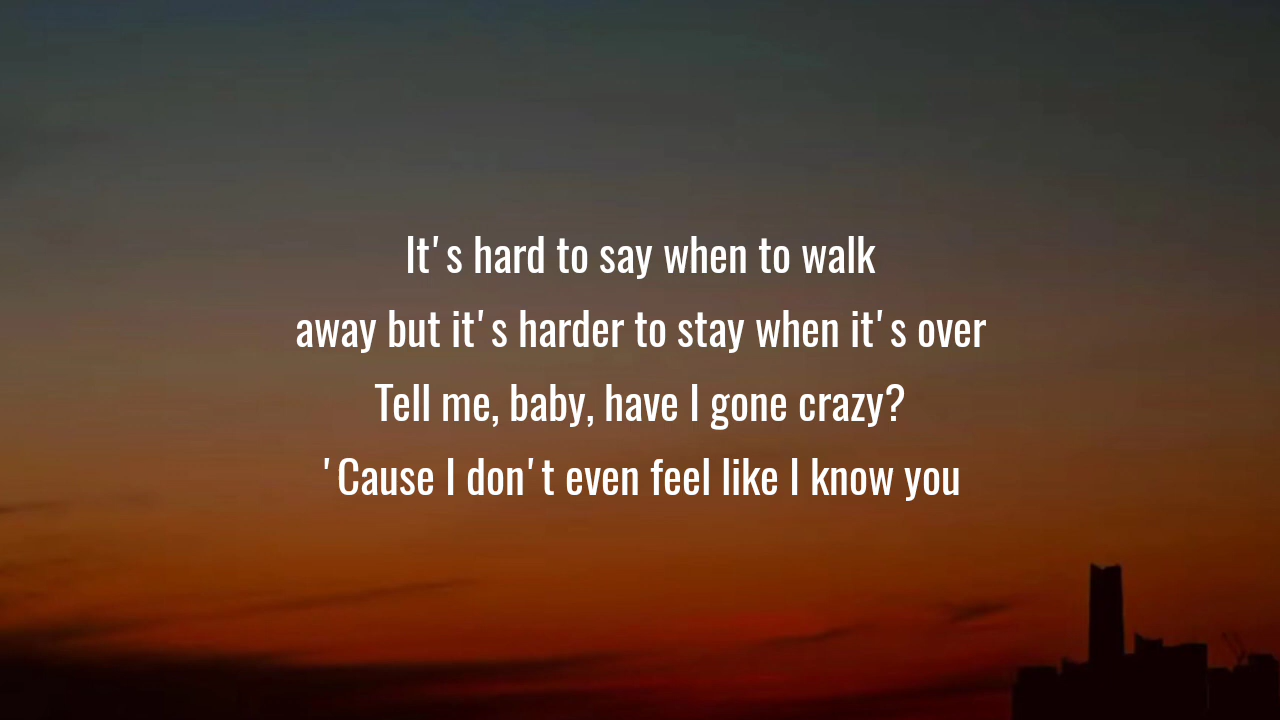 It's hard to say when to walk
away but it's harder to stay when it's over
Tell me, baby, have I gone crazy?
'Cause I don't even feel like I know you